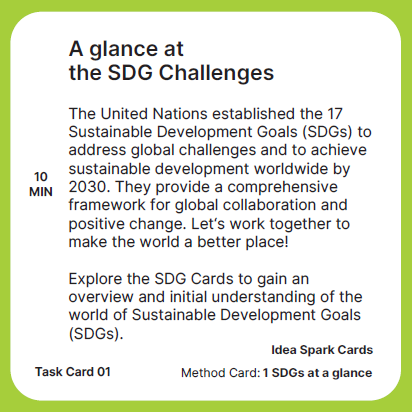 A glance at
the SDG Challenges
The United Nations established the 17
Sustainable Development Goals (SDGs) to
address global challenges and to achieve
sustainable development worldwide by
2030. They provide a comprehensive
framework for global collaboration and
positive change. Let‘s work together to
make the world a better place!
10
MIN
Explore the SDG Cards to gain an
overview and initial understanding of the
world of Sustainable Development Goals
(SDGs).
Idea Spark Cards
Task Card 01
Method Card: 1 SDGs at a glance